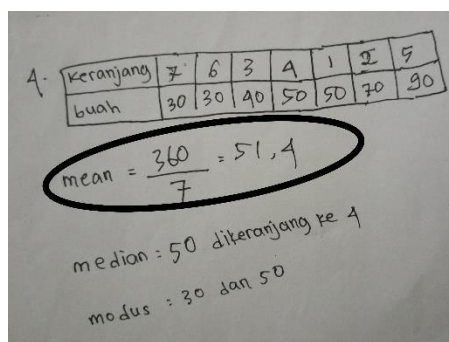 4. Keranjang 7 6 3 4 1 2 5
buah 30 30 40 50 50 70 90
mean = 360/7 = 51,4
median = 50 dikeranjang ke 4
modus : 30 dan 50